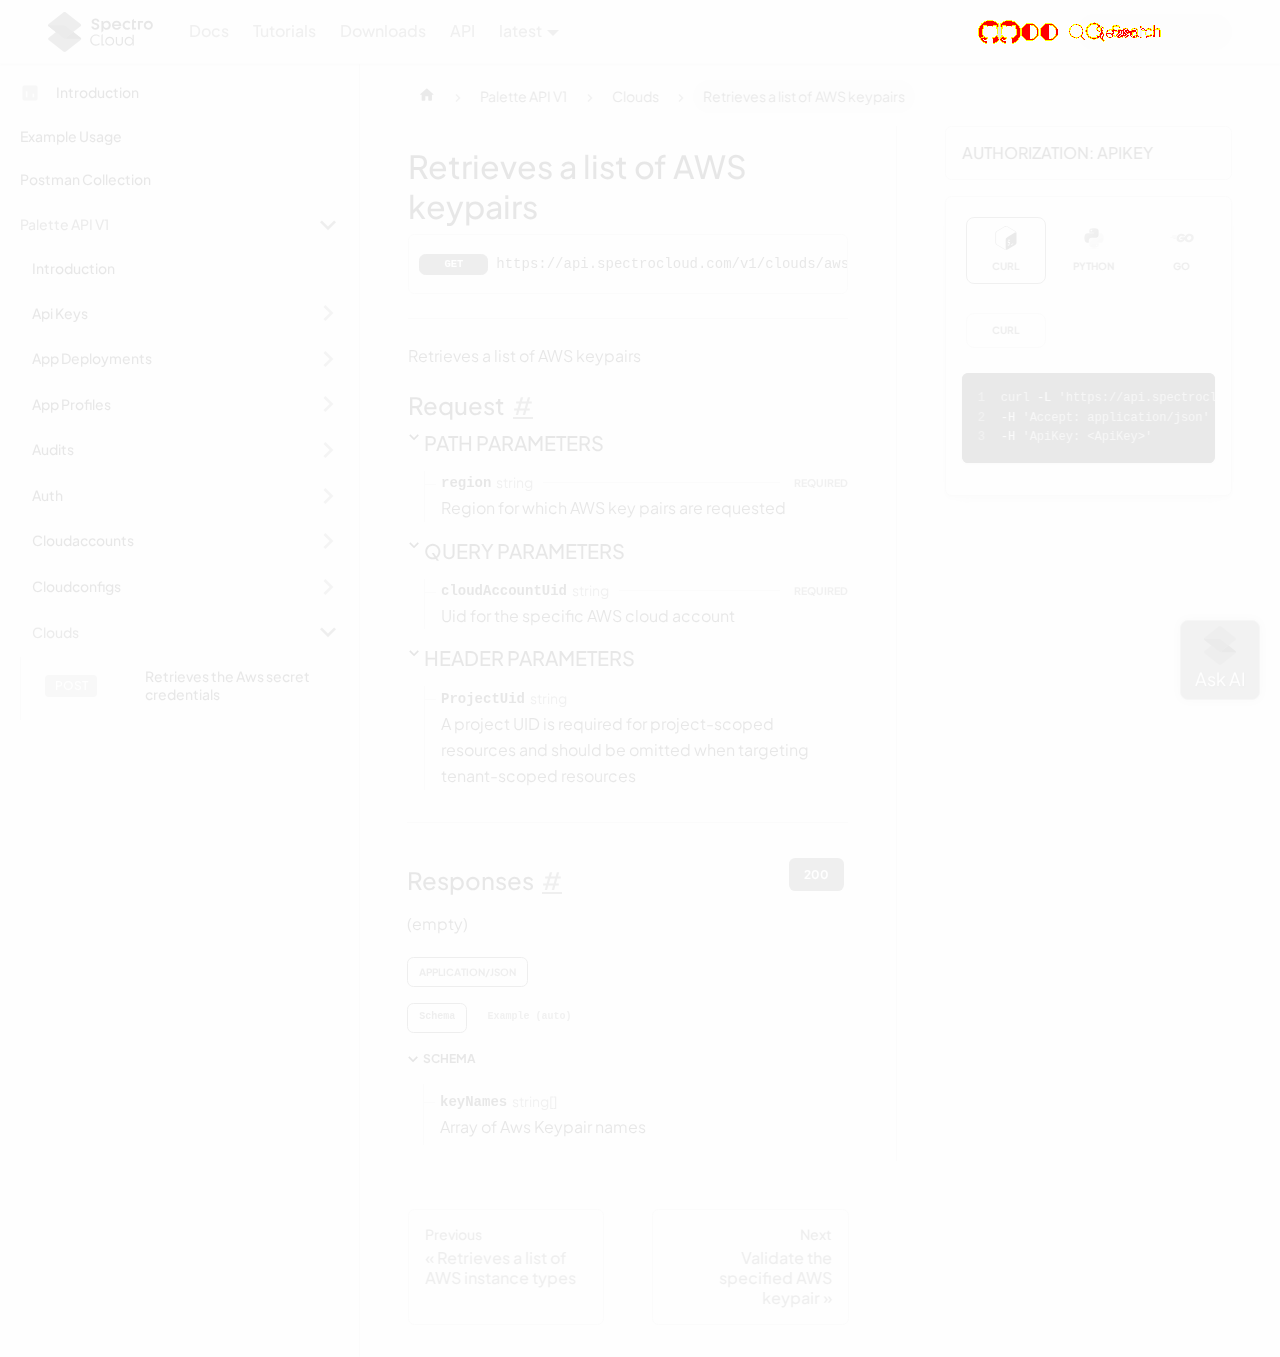 Spectro
Cloud
Docs Tutorials Downloads API latest
Introduction
Example Usage
Postman Collection
Palette API V1
Introduction
Api Keys
App Deployments
App Profiles
Audits
Auth
Cloudaccounts
Cloudconfigs
Clouds
POST Retrieves the Aws secret
credentials
Palette API V1 Clouds Retrieves a list of AWS keypairs
Retrieves a list of AWS
keypairs
GET https://api.spectrocloud.com/v1/clouds/aws
Retrieves a list of AWS keypairs
Request #
PATH PARAMETERS
region string REQUIRED
Region for which AWS key pairs are requested
QUERY PARAMETERS
cloudAccountUid string REQUIRED
Uid for the specific AWS cloud account
HEADER PARAMETERS
ProjectUid string
A project UID is required for project-scoped
resources and should be omitted when targeting
tenant-scoped resources
Responses # 200
(empty)
APPLICATION/JSON
Schema Example (auto)
SCHEMA
keyNames string[]
Array of Aws Keypair names
Previous
« Retrieves a list of
AWS instance types
Next
Validate the
specified AWS
keypair »
AUTHORIZATION: APIKEY
CURL PYTHON GO
GO
CURL
1 curl -L 'https://api.spectrocl
2 -H 'Accept: application/json'
3 -H 'ApiKey: <ApiKey>'
Ask AI